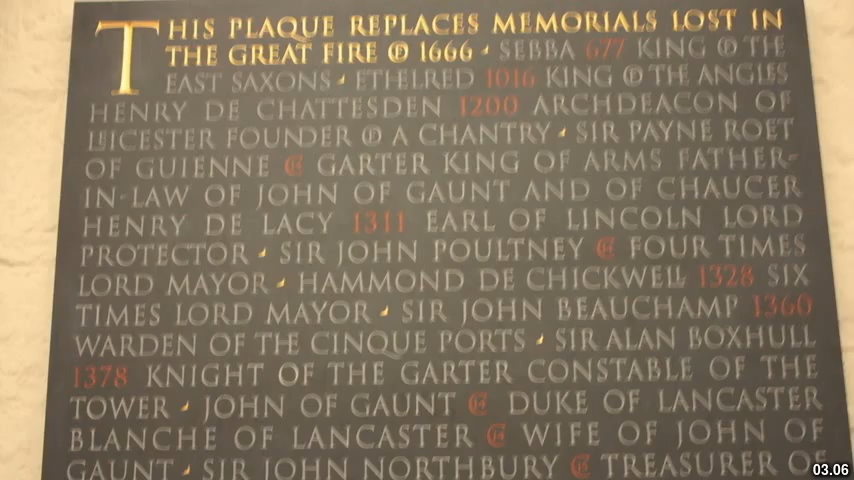 THIS PLAQUE REPLACES MEMORIALS LOST IN
THE GREAT FIRE OF 1666 · SEBBA 677 KING OF THE
EAST SAXONS · ETHELRED 1016 KING OF THE ANGLES
HENRY DE CHATTESDEN 1200 ARCHDEACON OF
LEICESTER FOUNDER OF A CHANTRY · SIR PAYNE ROET
OF GUIENNE C14 GARTER KING OF ARMS FATHER-
IN-LAW OF JOHN OF GAUNT AND OF CHAUCER
HENRY DE LACY 1311 EARL OF LINCOLN LORD
PROTECTOR · SIR JOHN POULTNEY C14 FOUR TIMES
LORD MAYOR · HAMMOND DE CHICKWELL 1328 SIX
TIMES LORD MAYOR · SIR JOHN BEAUCHAMP 1360
WARDEN OF THE CINQUE PORTS · SIR ALAN BOXHULL
1378 KNIGHT OF THE GARTER CONSTABLE OF THE
TOWER · JOHN OF GAUNT C14 DUKE OF LANCASTER
BLANCHE OF LANCASTER C14 WIFE OF JOHN OF
GAUNT · SIR JOHN NORTHBURY TREASURER OF
03.06